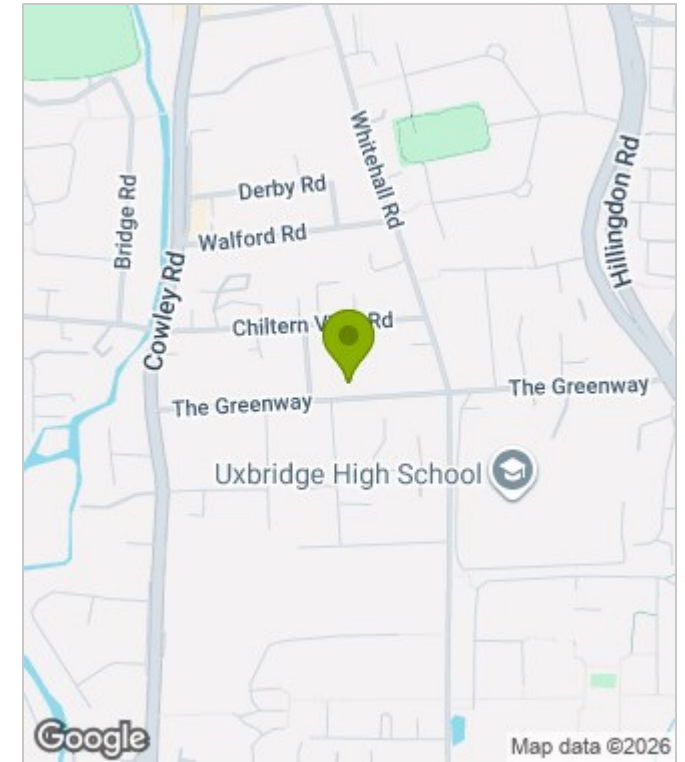 Whitehall Rd
Derby Rd
Bridge Rd
Hillingdon Rd
Walford Rd
Cowley Rd
Chiltern V Rd
The Greenway
The Greenway
Uxbridge High School
Google
Map data ©2026